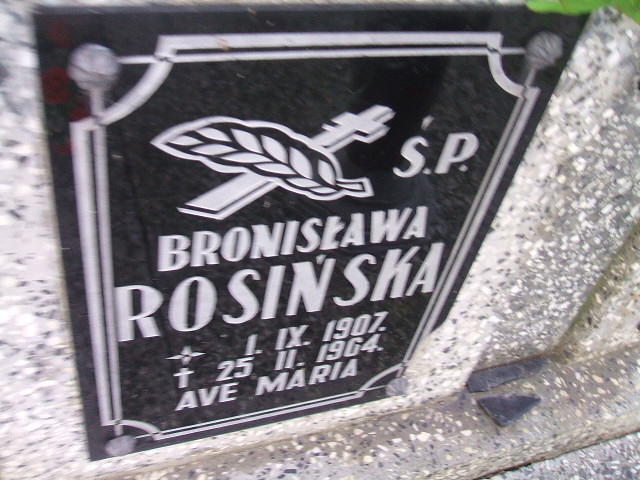 Ś.P.
BRONISŁAWA
ROSIŃSKA
1. IX. 1907.
✝ 25 II. 1964.
AVE MARIA